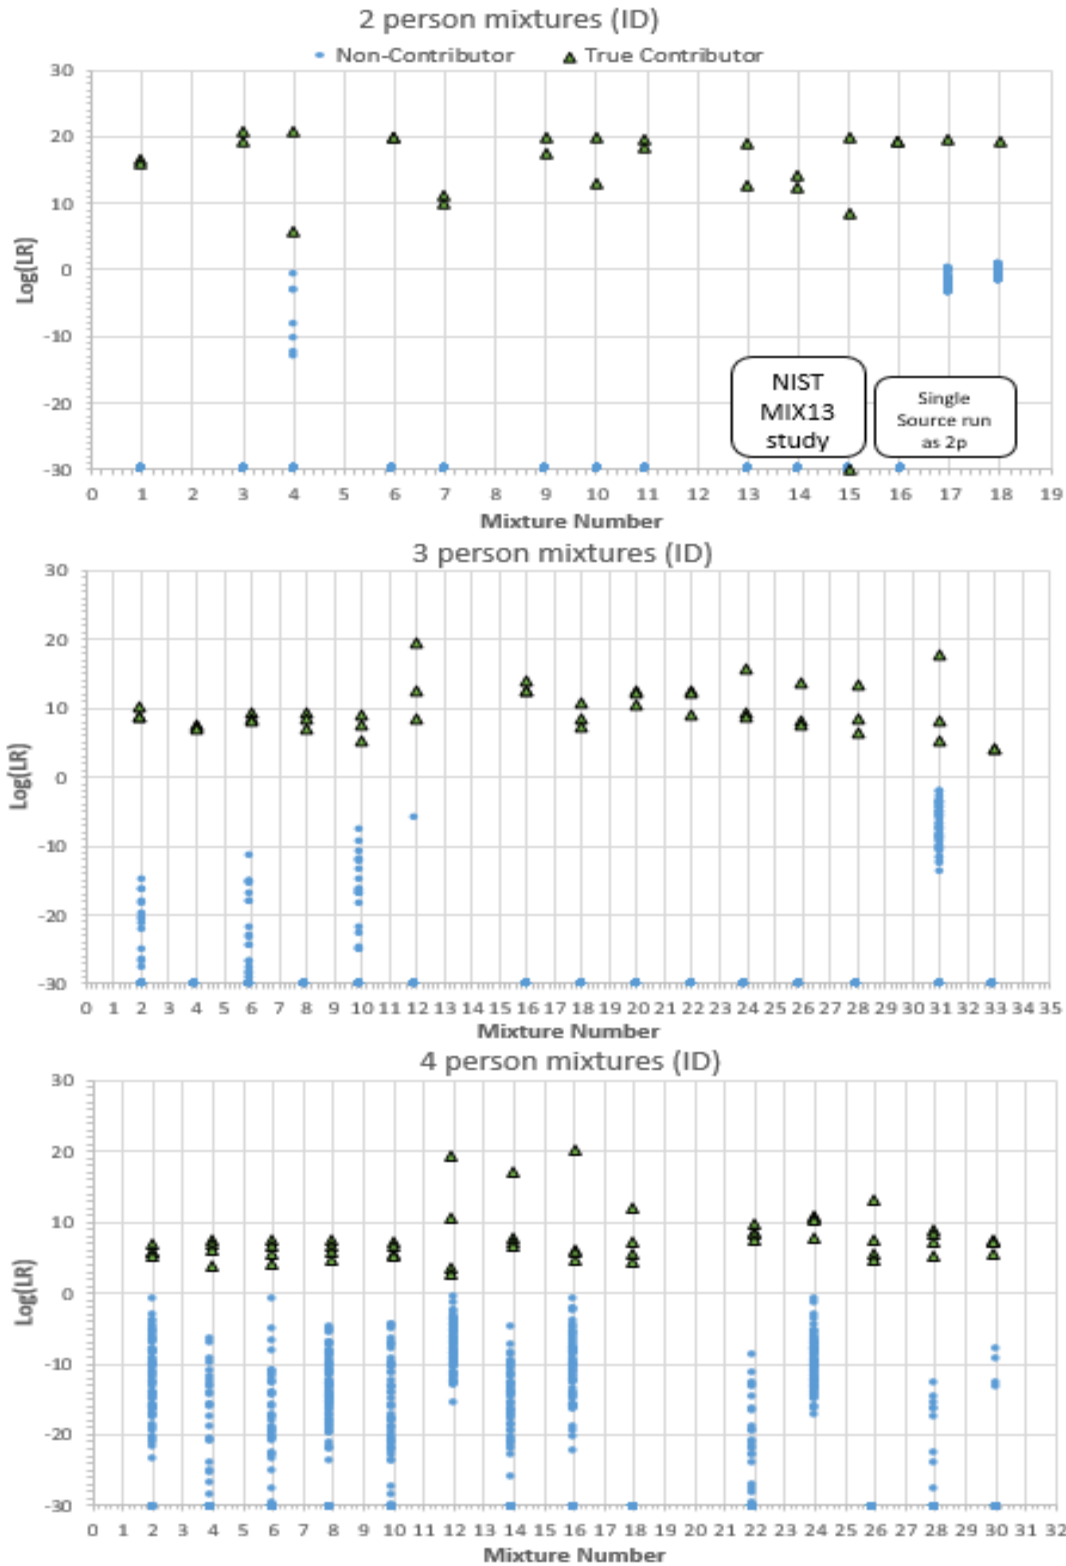 2 person mixtures (ID)
Non-Contributor True Contributor
30
20
10
0
-10
-20
-30
Log(LR)
NIST
MIX13
study
Single
Source run
as 2p
0 1 2 3 4 5 6 7 8 9 10 11 12 13 14 15 16 17 18 19
Mixture Number
3 person mixtures (ID)
30
20
10
0
-10
-20
-30
Log(LR)
0 1 2 3 4 5 6 7 8 9 10 11 12 13 14 15 16 17 18 19 20 21 22 23 24 25 26 27 28 29 30 31 32 33 34 35
Mixture Number
4 person mixtures (ID)
30
20
10
0
-10
-20
-30
Log(LR)
0 1 2 3 4 5 6 7 8 9 10 11 12 13 14 15 16 17 18 19 20 21 22 23 24 25 26 27 28 29 30 31 32
Mixture Number